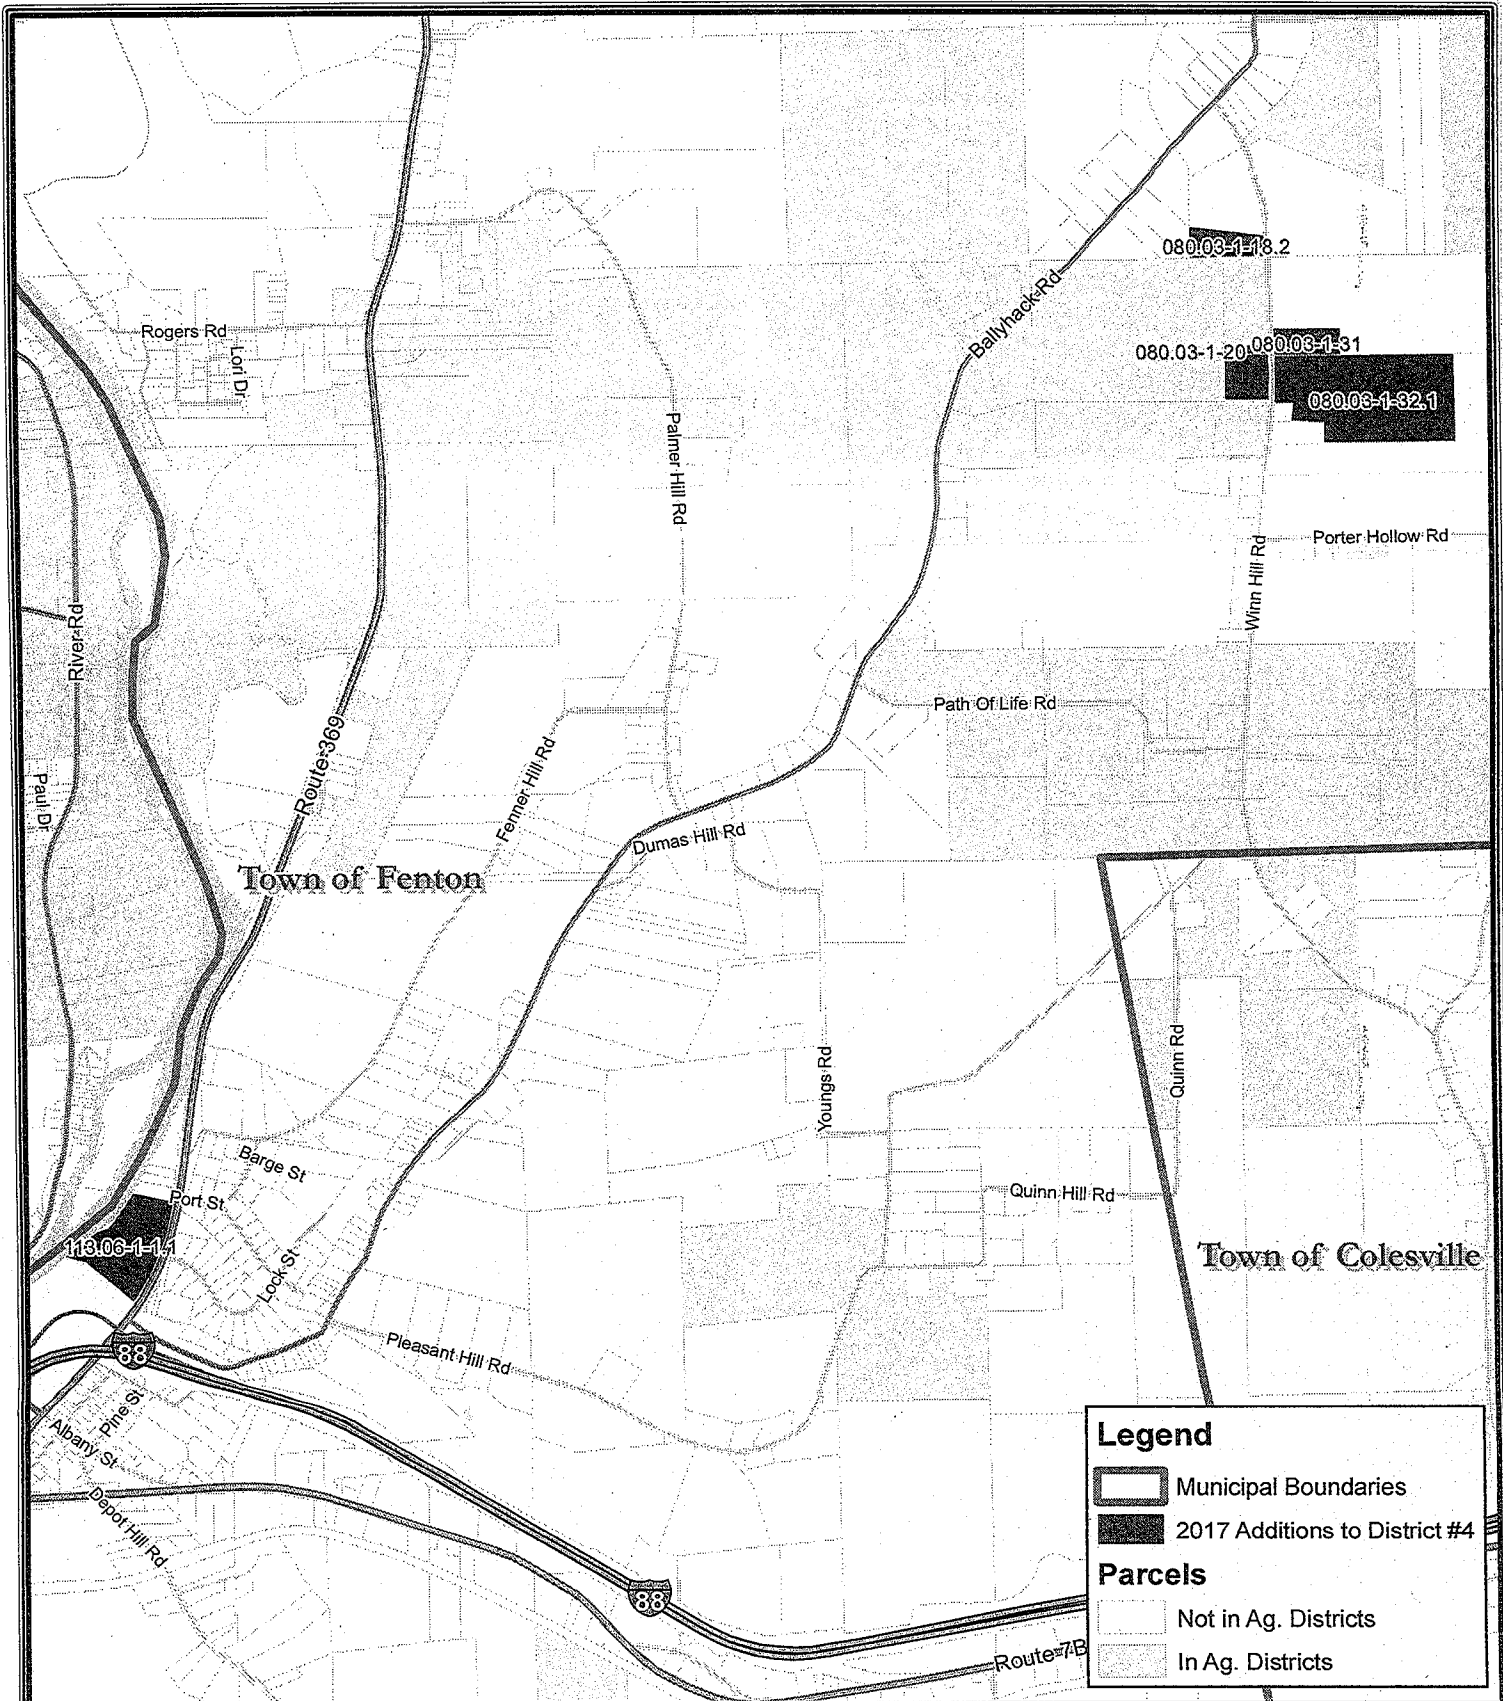 080.03-1-18.2
Ballyhack Rd
Rogers Rd
Lori Dr
080.03-1-20
080.03-1-31
080.03-1-32.1
Palmer Hill Rd
Porter Hollow Rd
Winn Hill Rd
River Rd
Path Of Life Rd
Route 369
Fenner Hill Rd
Paul Dr
Dumas Hill Rd
Town of Fenton
Youngs Rd
Quinn Rd
Barge St
Port St
Quinn Hill Rd
113.06-1-1.1
Town of Colesville
Lock St
Pleasant Hill Rd
88
Pine St
Albany St
Depot Hill Rd
88
Route 7B
Legend
Municipal Boundaries
2017 Additions to District #4
Parcels
Not in Ag. Districts
In Ag. Districts